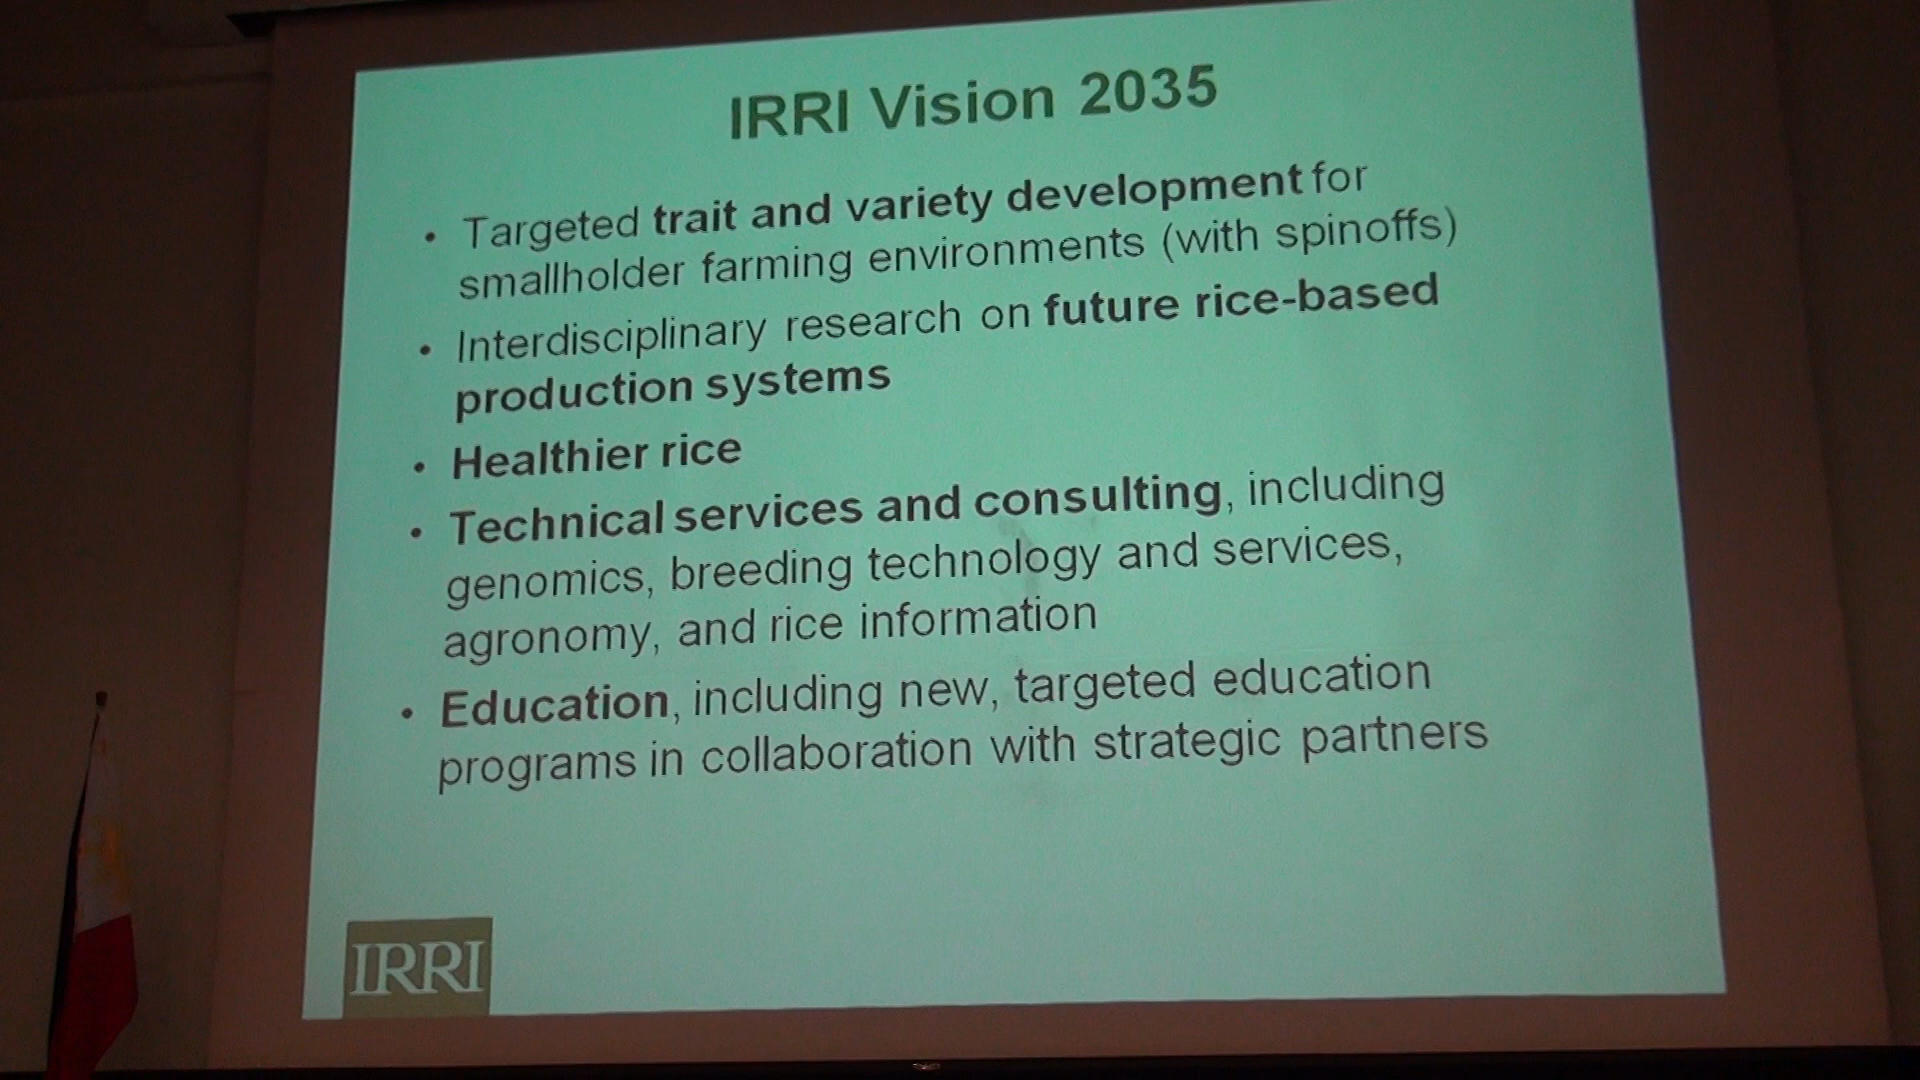 IRRI Vision 2035
• Targeted trait and variety development for
smallholder farming environments (with spinoffs)
• Interdisciplinary research on future rice-based
production systems
• Healthier rice
• Technical services and consulting, including
genomics, breeding technology and services,
agronomy, and rice information
• Education, including new, targeted education
programs in collaboration with strategic partners
IRRI